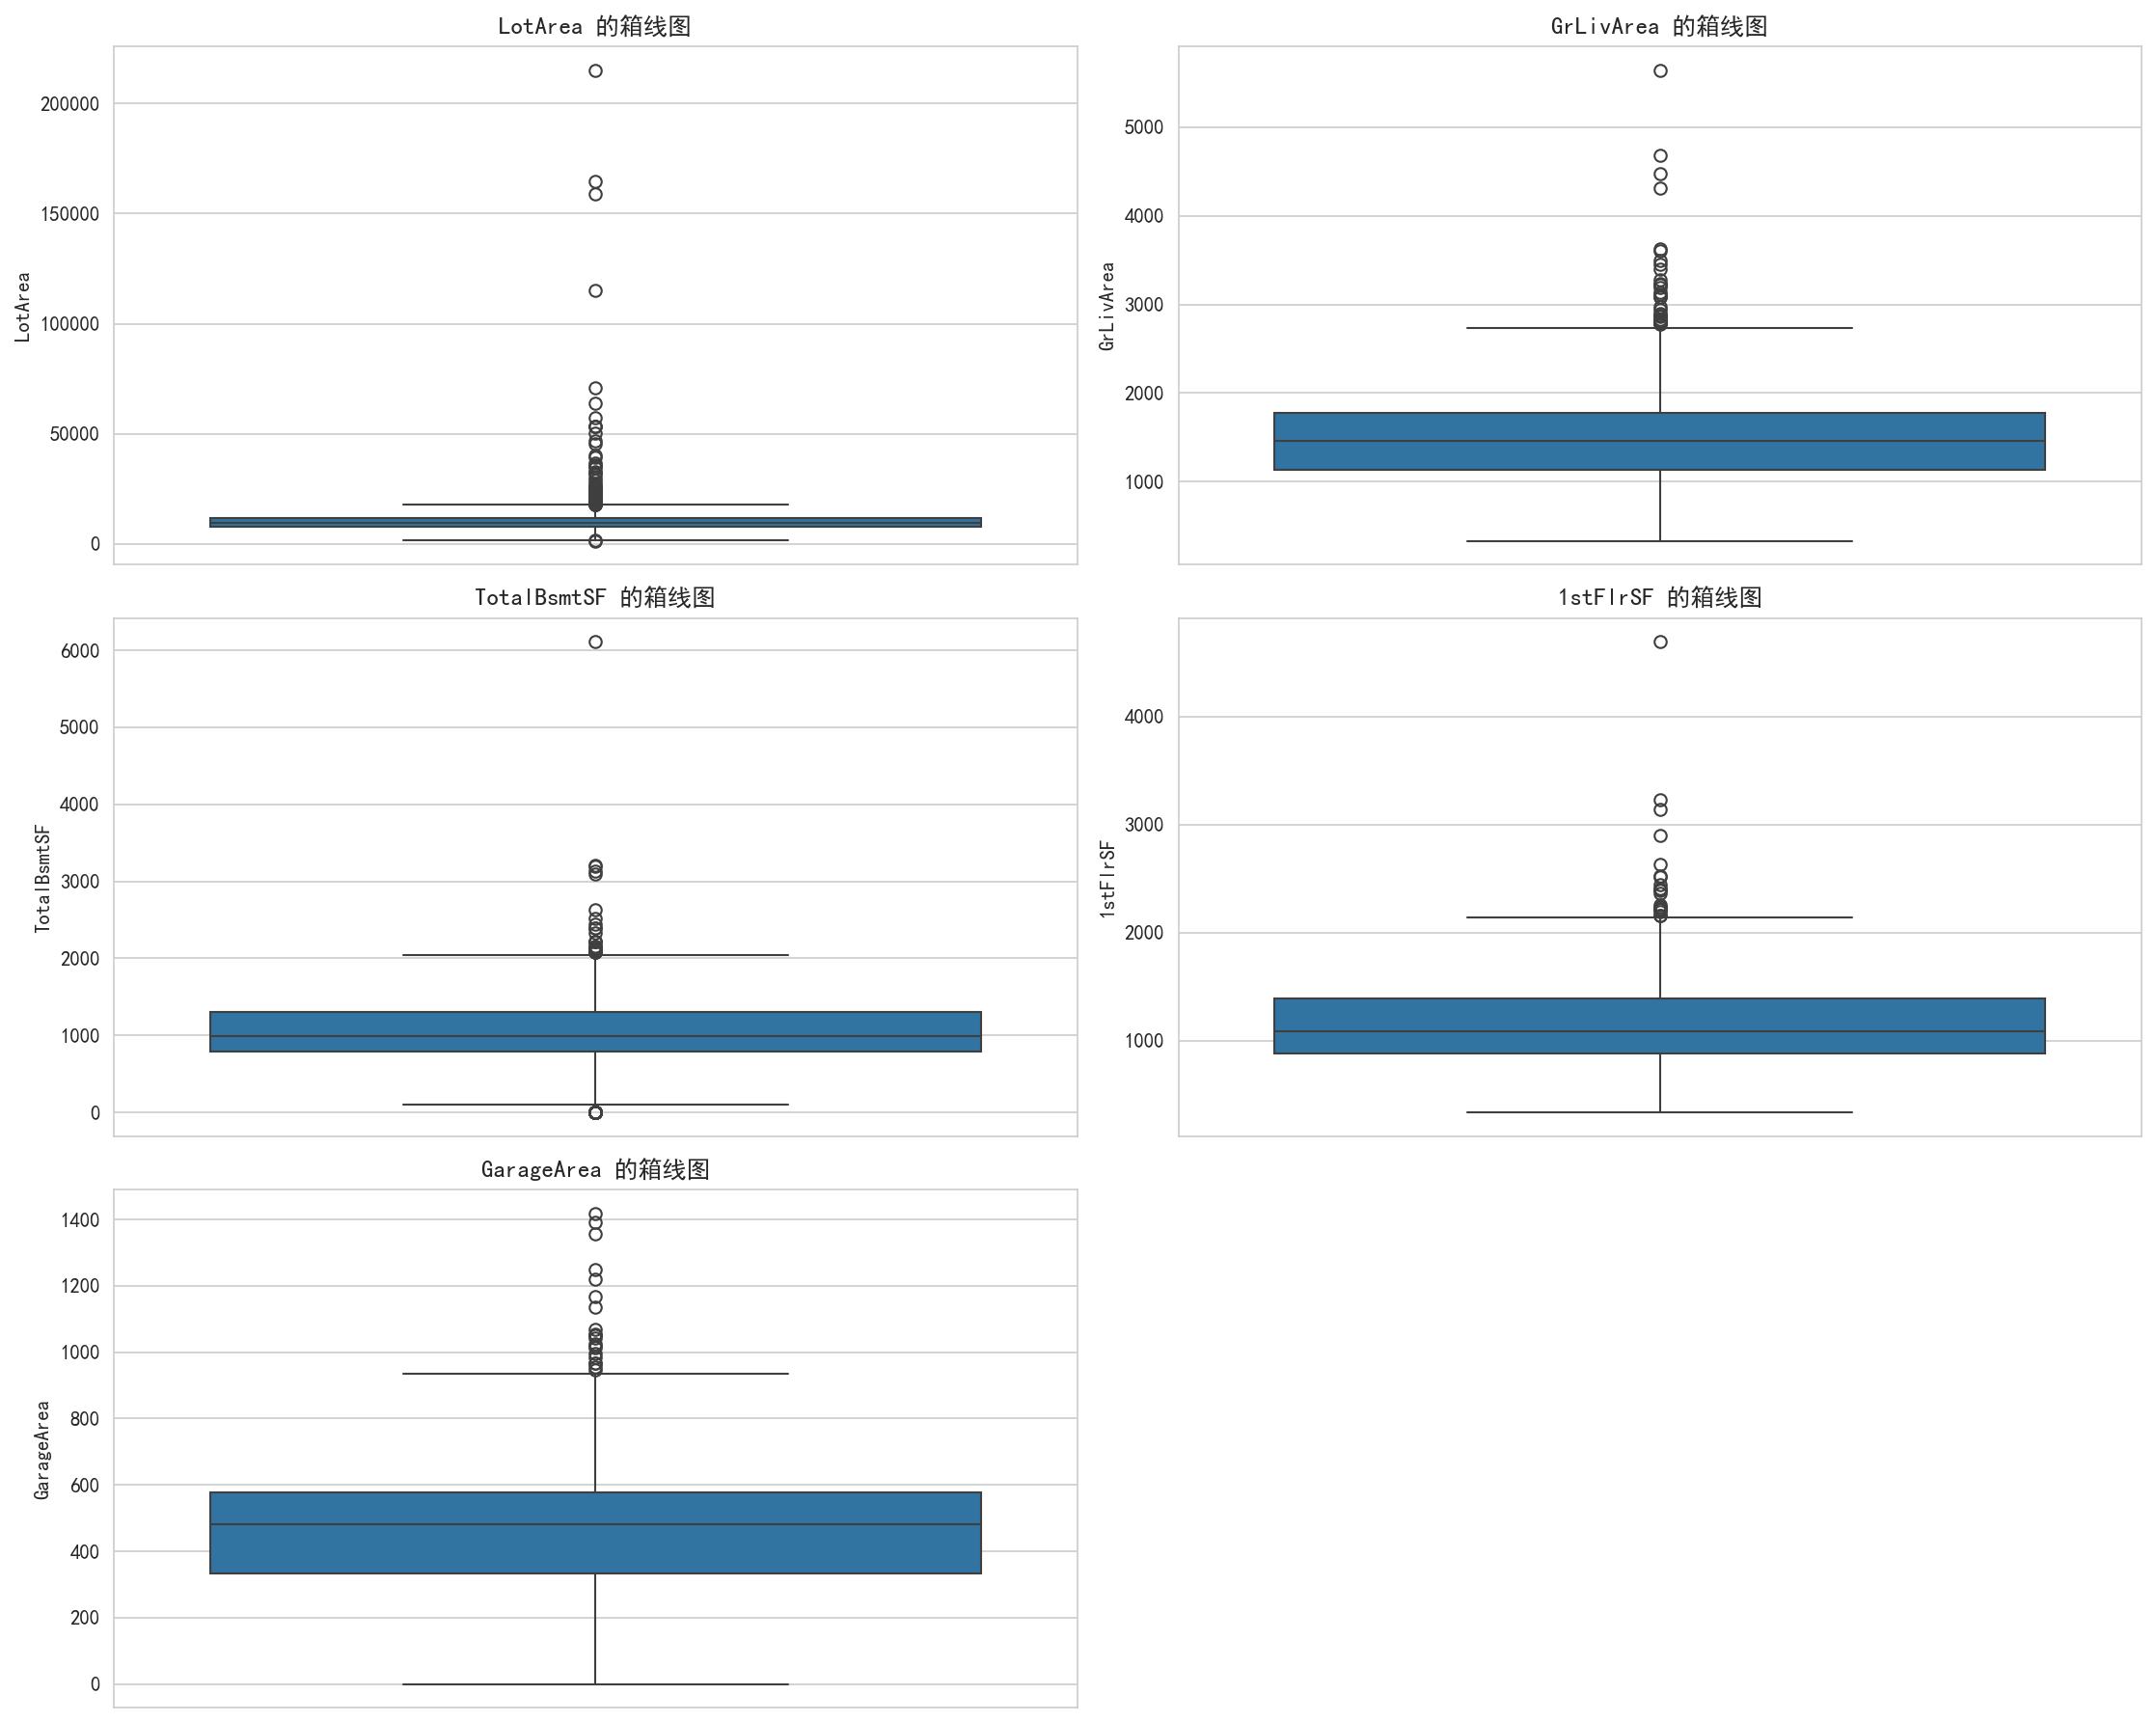 LotArea 的箱线图
200000
150000
100000
50000
0
LotArea
GrLivArea 的箱线图
5000
4000
3000
2000
1000
GrLivArea
TotalBsmtSF 的箱线图
6000
5000
4000
3000
2000
1000
0
TotalBsmtSF
1stFlrSF 的箱线图
4000
3000
2000
1000
1stFlrSF
GarageArea 的箱线图
1400
1200
1000
800
600
400
200
0
GarageArea